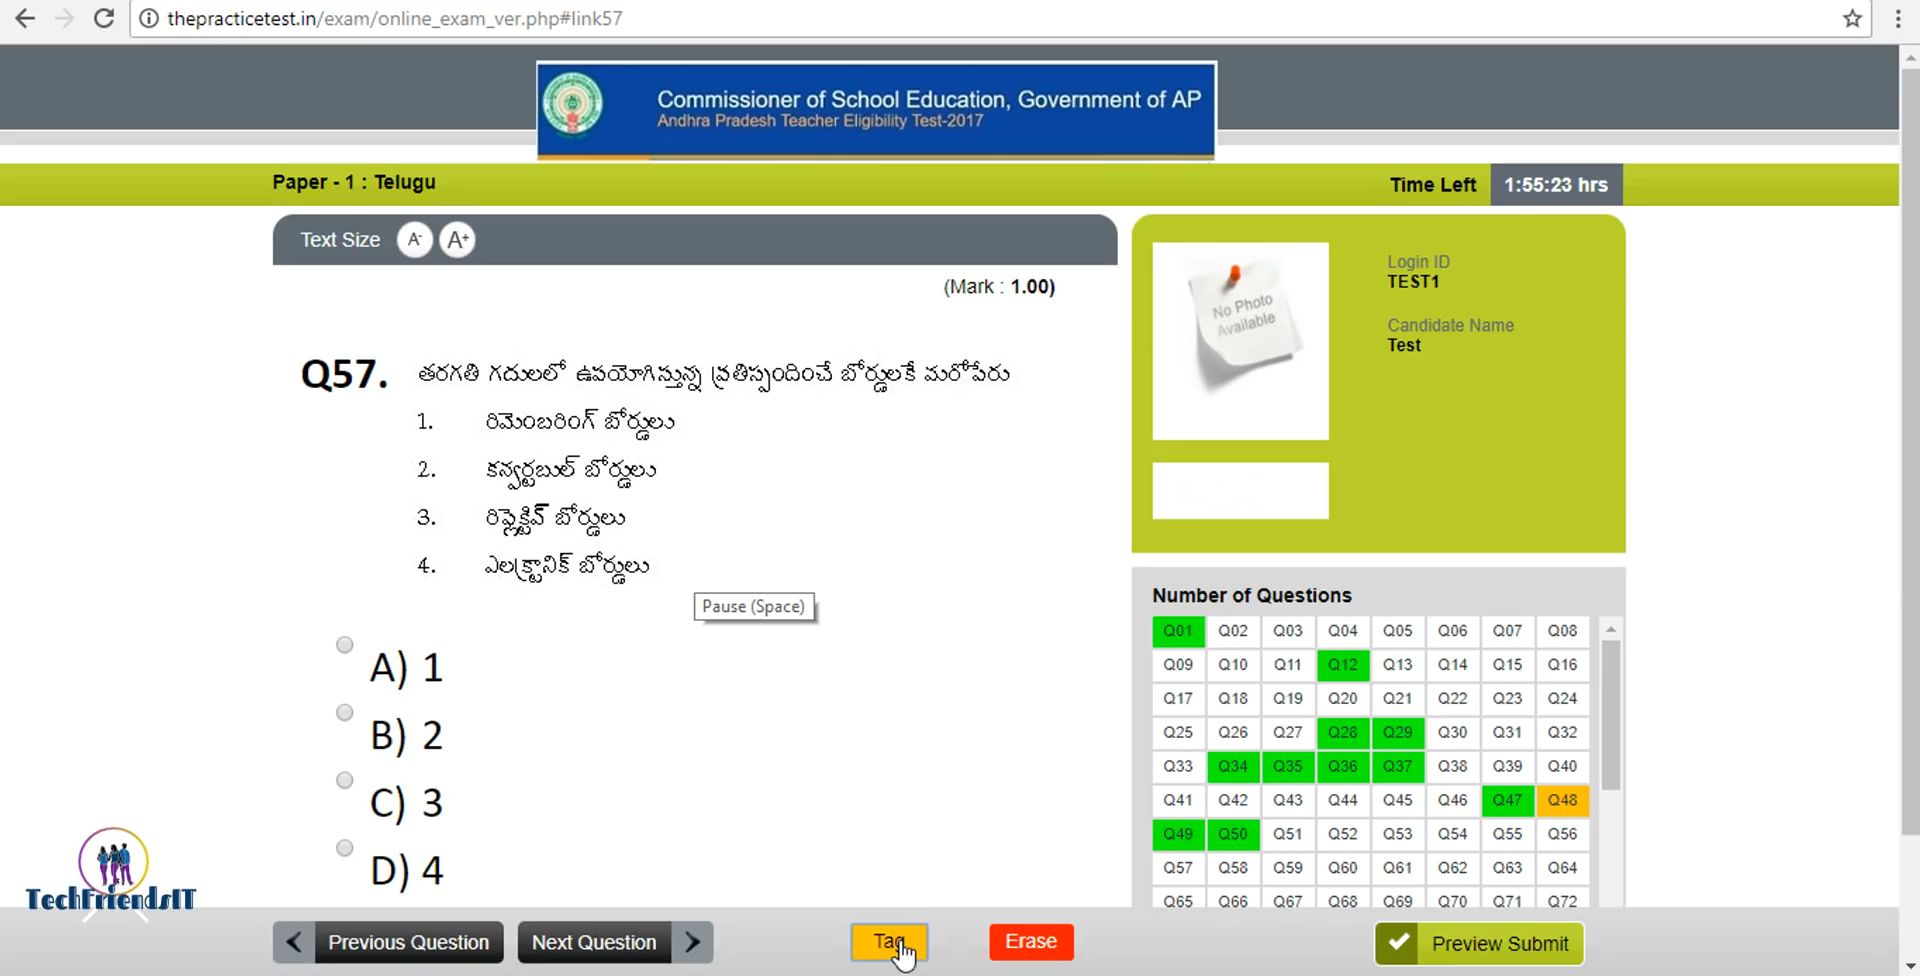 thepracticetest.in/exam/online_exam_ver.php#link57
Commissioner of School Education, Government of AP
Andhra Pradesh Teacher Eligibility Test-2017
Paper - 1 : Telugu
Time Left 1:55:23 hrs
Text Size A- A+
(Mark : 1.00)
Q57. తరగతి గదులలో ఉపయోగిస్తున్న ప్రతిస్పందించే బోర్డులకే మరోపేరు
1. రిమెంబరింగ్ బోర్డులు
2. కన్వర్టబుల్ బోర్డులు
3. రిఫ్లెక్టివ్ బోర్డులు
4. ఎలక్ట్రానిక్ బోర్డులు
Pause (Space)
A) 1
B) 2
C) 3
D) 4
No Photo
Available
Login ID
TEST1
Candidate Name
Test
Number of Questions
Q01 Q02 Q03 Q04 Q05 Q06 Q07 Q08
Q09 Q10 Q11 Q12 Q13 Q14 Q15 Q16
Q17 Q18 Q19 Q20 Q21 Q22 Q23 Q24
Q25 Q26 Q27 Q28 Q29 Q30 Q31 Q32
Q33 Q34 Q35 Q36 Q37 Q38 Q39 Q40
Q41 Q42 Q43 Q44 Q45 Q46 Q47 Q48
Q49 Q50 Q51 Q52 Q53 Q54 Q55 Q56
Q57 Q58 Q59 Q60 Q61 Q62 Q63 Q64
Q65 Q66 Q67 Q68 Q69 Q70 Q71 Q72
TechFriendsIT
Previous Question Next Question Tag Erase Preview Submit